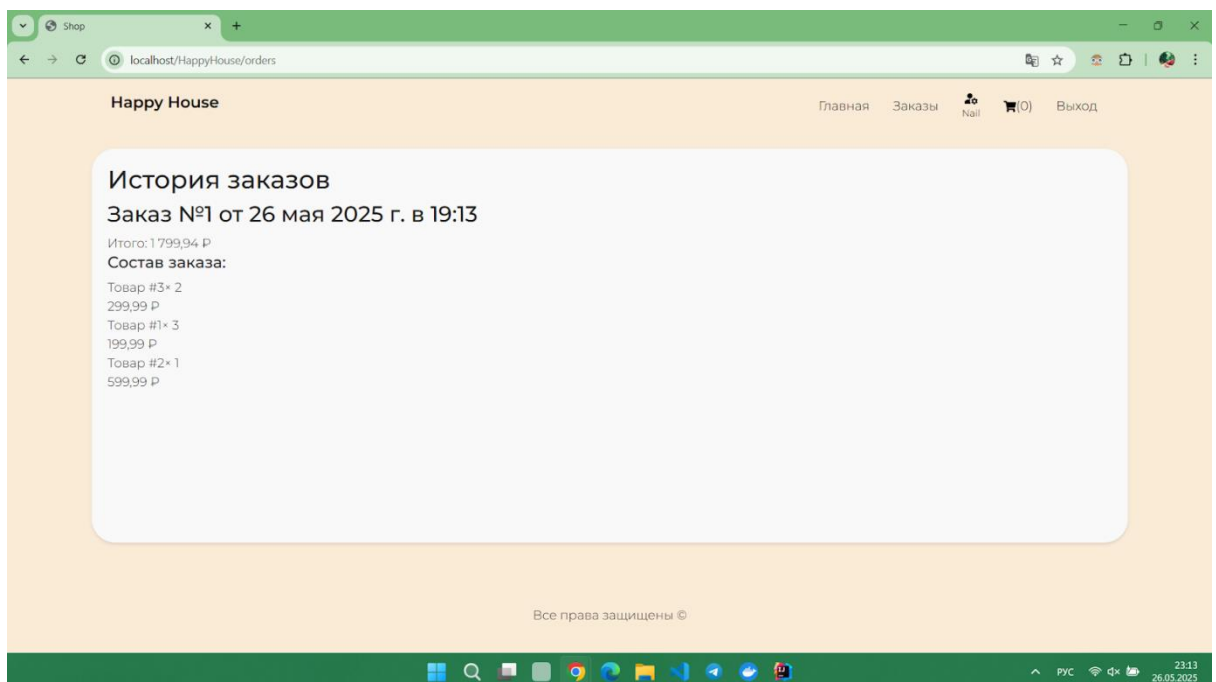 Shop
localhost/HappyHouse/orders
Happy House
Главная Заказы Nail (0) Выход
История заказов
Заказ №1 от 26 мая 2025 г. в 19:13
Итого: 1 799,94 ₽
Состав заказа:
Товар #3× 2
299,99 ₽
Товар #1× 3
199,99 ₽
Товар #2× 1
599,99 ₽
Все права защищены ©
РУС 23:13
26.05.2025